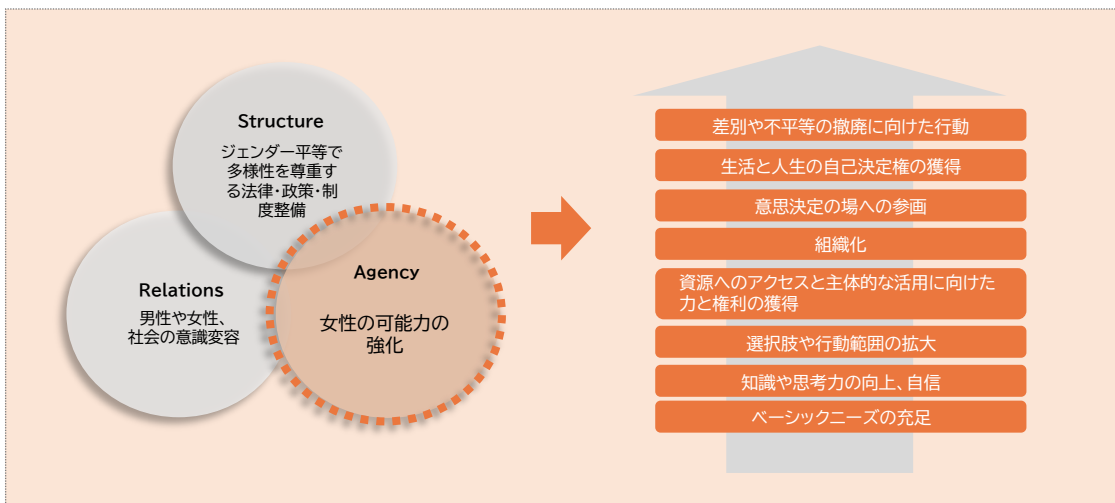 Structure
ジェンダー平等で
多様性を尊重す
る法律・政策・制
度整備
Relations
男性や女性、
社会の意識変容
Agency
女性の可能力の
強化
差別や不平等の撤廃に向けた行動
生活と人生の自己決定権の獲得
意思決定の場への参画
組織化
資源へのアクセスと主体的な活用に向けた
力と権利の獲得
選択肢や行動範囲の拡大
知識や思考力の向上、自信
ベーシックニーズの充足